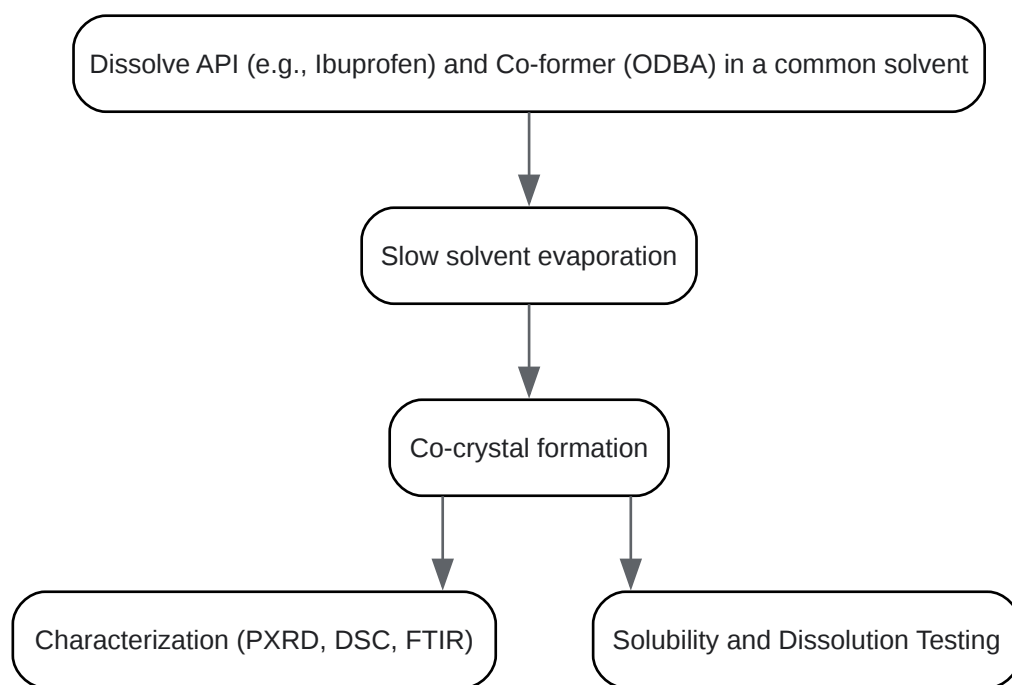 Dissolve API (e.g., Ibuprofen) and Co-former (ODBA) in a common solvent
Slow solvent evaporation
Co-crystal formation
Characterization (PXRD, DSC, FTIR)
Solubility and Dissolution Testing